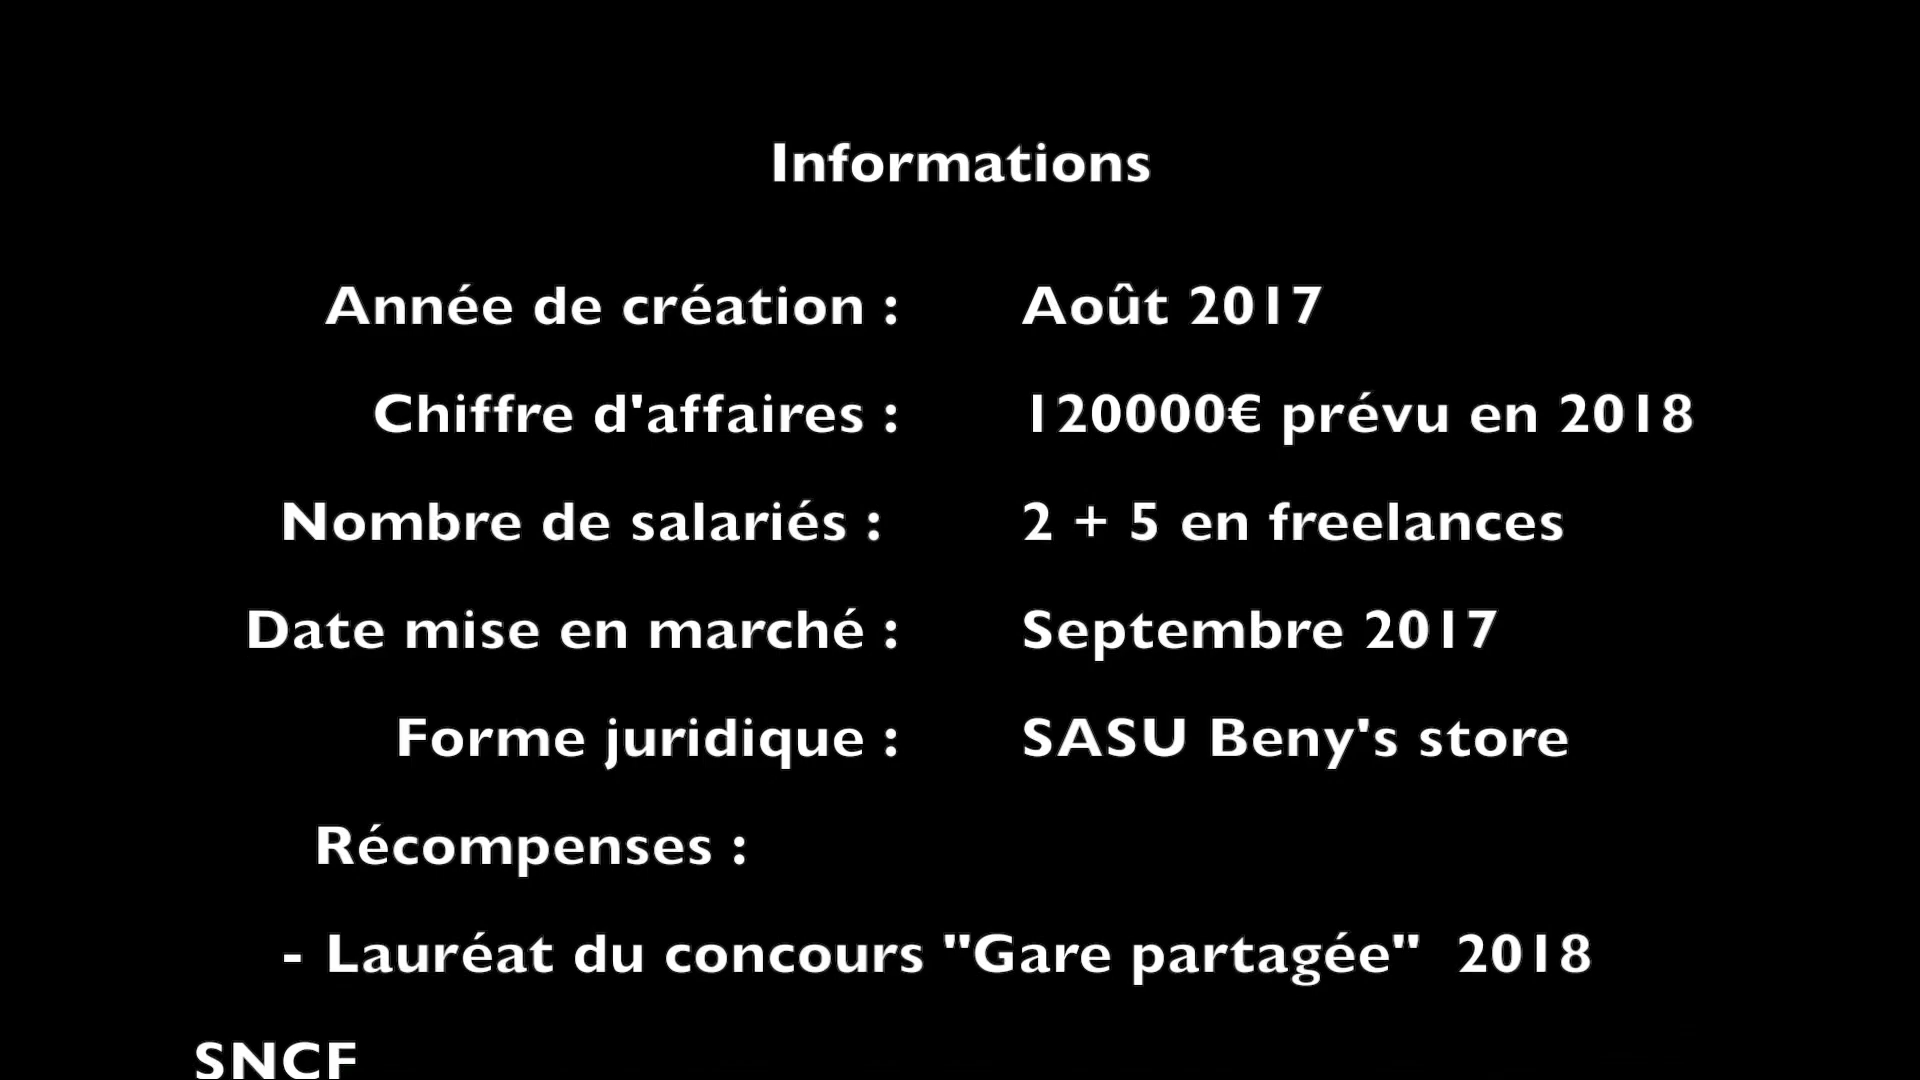 Informations
Année de création : Août 2017
Chiffre d'affaires : 120000€ prévu en 2018
Nombre de salariés : 2 + 5 en freelances
Date mise en marché : Septembre 2017
Forme juridique : SASU Beny's store
Récompenses :
- Lauréat du concours "Gare partagée" 2018
SNCF